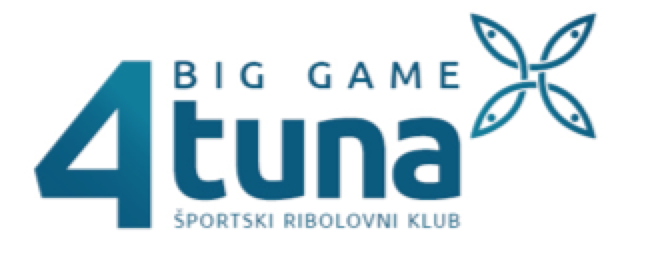 BIG GAME
4tuna
ŠPORTSKI RIBOLOVNI KLUB